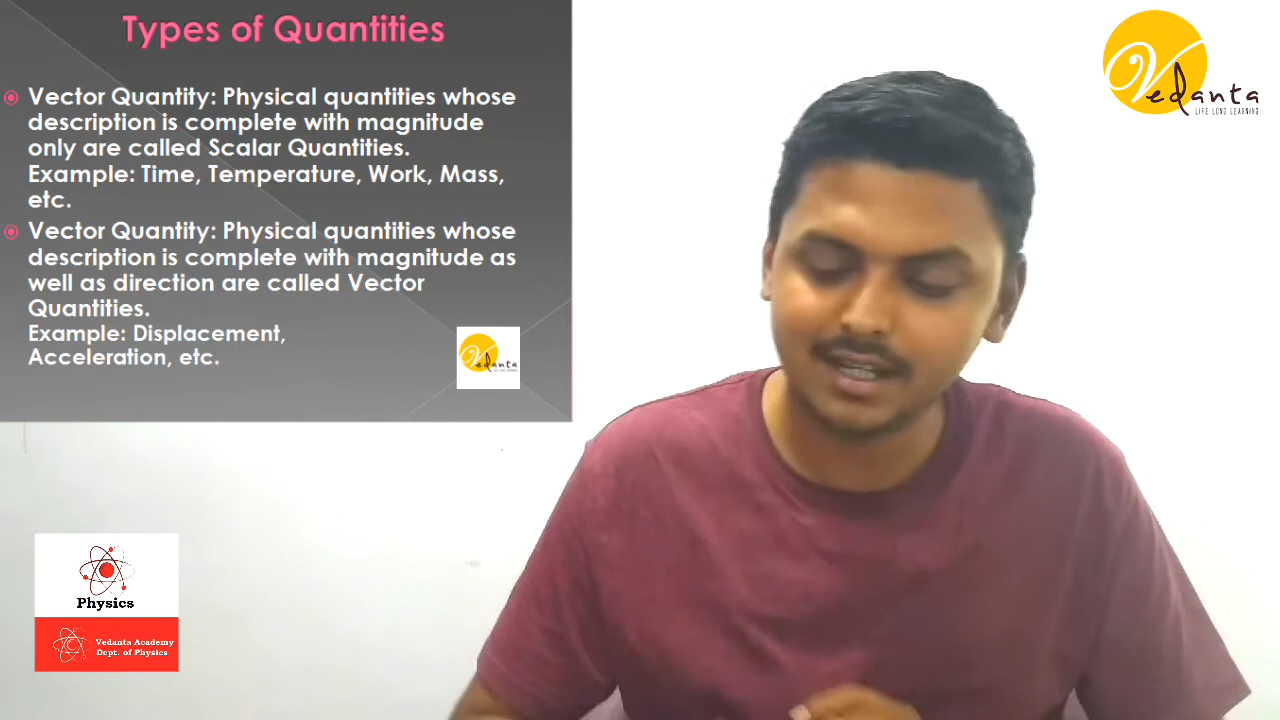 Types of Quantities
Vector Quantity: Physical quantities whose
description is complete with magnitude
only are called Scalar Quantities.
Example: Time, Temperature, Work, Mass,
etc.
Vector Quantity: Physical quantities whose
description is complete with magnitude as
well as direction are called Vector
Quantities.
Example: Displacement,
Acceleration, etc.
Vedanta
Vedanta
LIFE LONG LEARNING
Physics
Vedanta Academy
Dept. of Physics